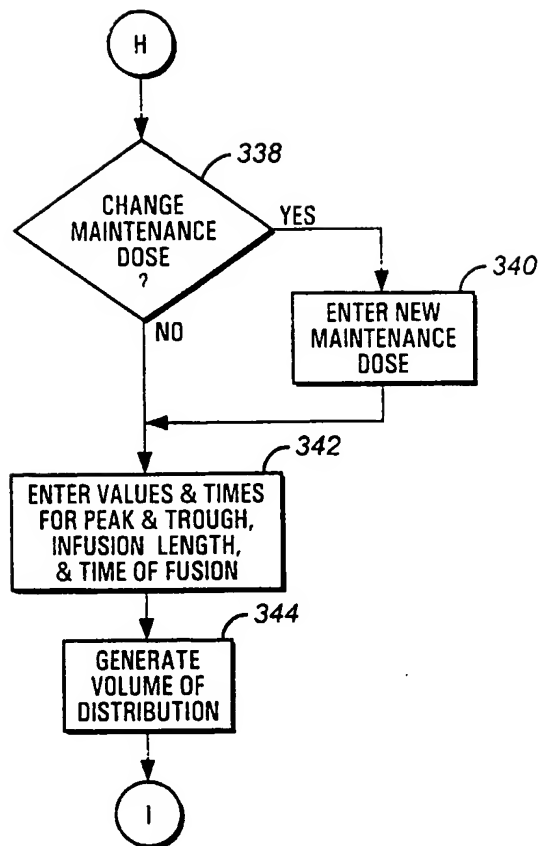 H
338
CHANGE
MAINTENANCE
DOSE
?
YES
340
ENTER NEW
MAINTENANCE
DOSE
NO
342
ENTER VALUES & TIMES
FOR PEAK & TROUGH,
INFUSION LENGTH,
& TIME OF FUSION
344
GENERATE
VOLUME OF
DISTRIBUTION
I